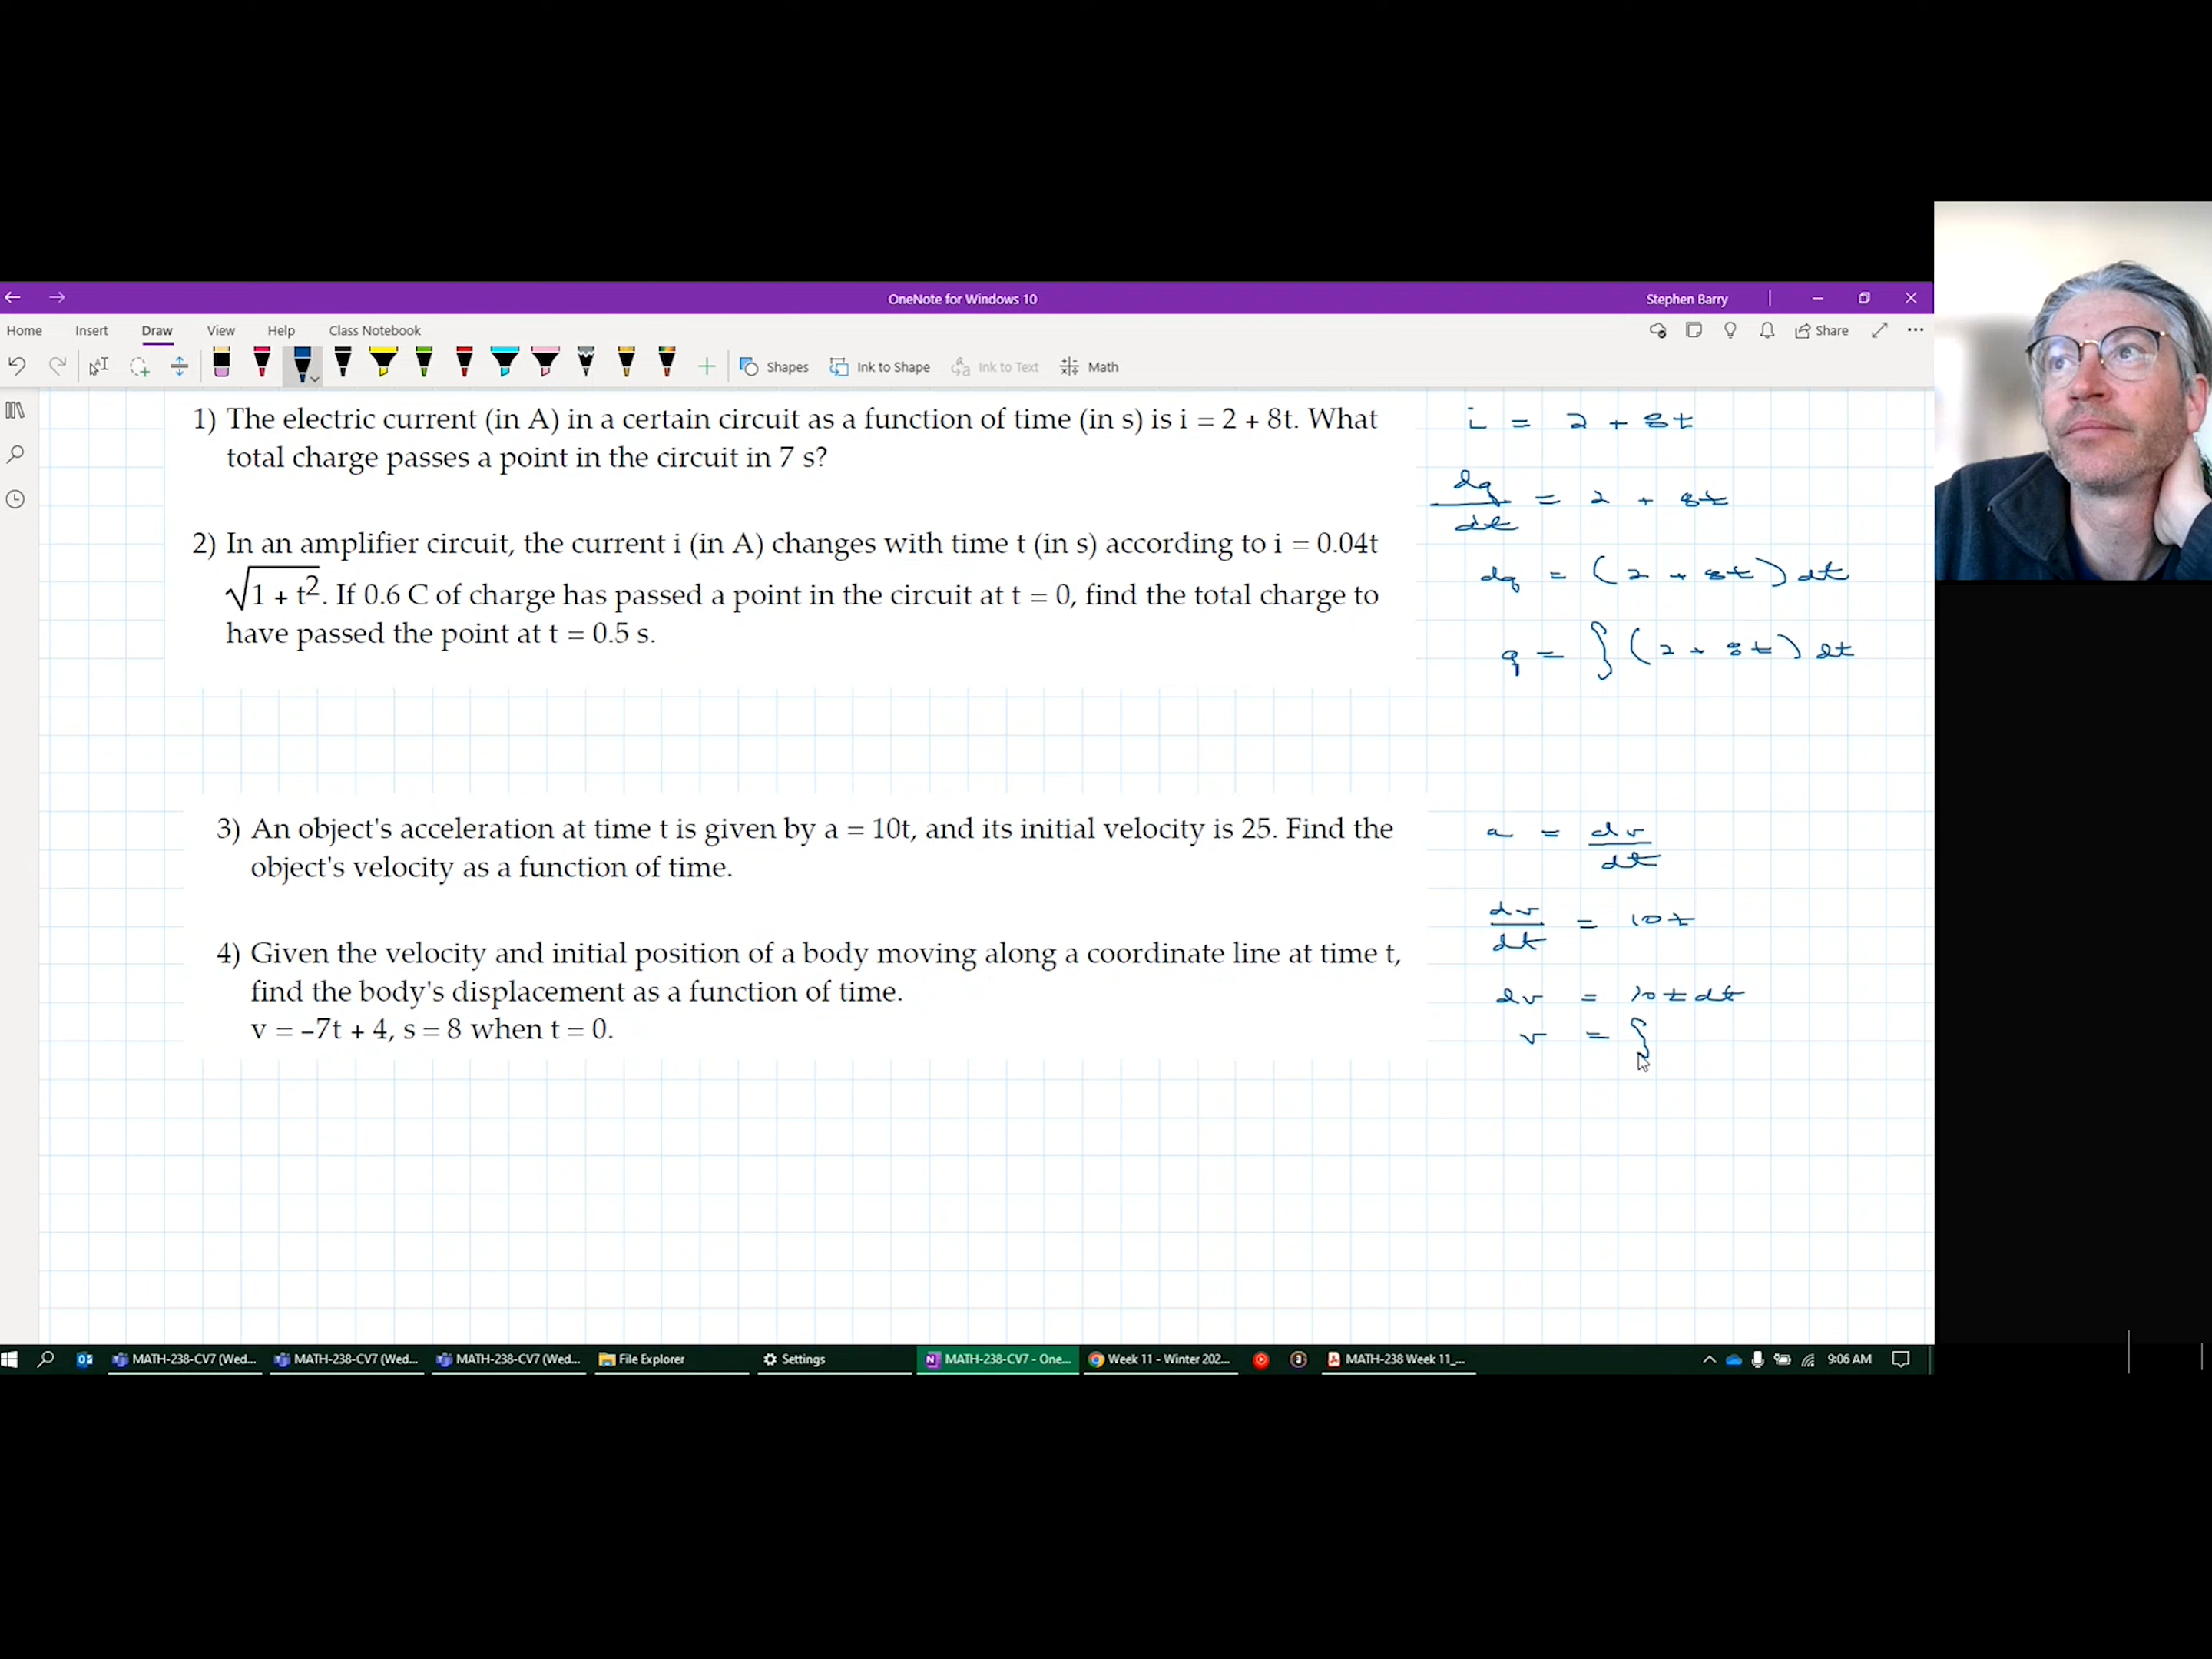 OneNote for Windows 10
Stephen Barry
Home Insert Draw View Help Class Notebook
Share
Shapes Ink to Shape Ink to Text Math
1) The electric current (in A) in a certain circuit as a function of time (in s) is i = 2 + 8t. What
total charge passes a point in the circuit in 7 s?
2) In an amplifier circuit, the current i (in A) changes with time t (in s) according to i = 0.04t
√1 + t². If 0.6 C of charge has passed a point in the circuit at t = 0, find the total charge to
have passed the point at t = 0.5 s.
i = 2 + 8t
dq/dt = 2 + 8t
dq = (2 + 8t) dt
q = ∫ (2 + 8t) dt
3) An object's acceleration at time t is given by a = 10t, and its initial velocity is 25. Find the
object's velocity as a function of time.
4) Given the velocity and initial position of a body moving along a coordinate line at time t,
find the body's displacement as a function of time.
v = –7t + 4, s = 8 when t = 0.
a = dv/dt
dv/dt = 10t
dv = 10t dt
v = ∫
MATH-238-CV7 (Wed... MATH-238-CV7 (Wed... MATH-238-CV7 (Wed... File Explorer Settings MATH-238-CV7 - One... Week 11 - Winter 202... MATH-238 Week 11_... 9:06 AM